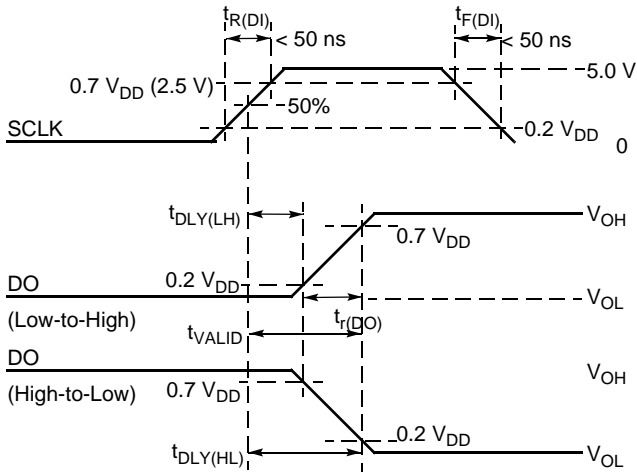 tR(DI)
< 50 ns
tF(DI)
< 50 ns
0.7 VDD (2.5 V)
5.0 V
50%
SCLK
0.2 VDD
0
tDLY(LH)
VOH
0.7 VDD
0.2 VDD
DO
(Low-to-High)
tr(DO)
VOL
tVALID
DO
(High-to-Low)
VOH
0.7 VDD
0.2 VDD
tDLY(HL)
VOL